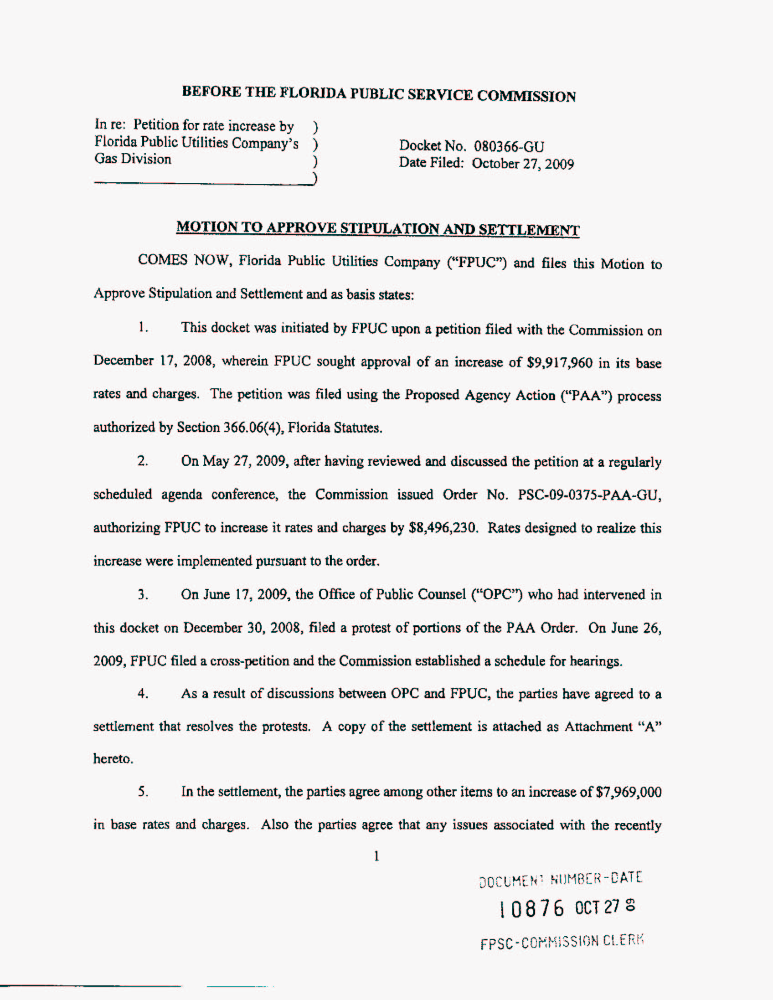 BEFORE THE FLORIDA PUBLIC SERVICE COMMISSION
In re: Petition for rate increase by )
Florida Public Utilities Company's )
Gas Division )
)
Docket No. 080366-GU
Date Filed: October 27, 2009
MOTION TO APPROVE STIPULATION AND SETTLEMENT
COMES NOW, Florida Public Utilities Company ("FPUC") and files this Motion to
Approve Stipulation and Settlement and as basis states:
1. This docket was initiated by FPUC upon a petition filed with the Commission on
December 17, 2008, wherein FPUC sought approval of an increase of $9,917,960 in its base
rates and charges. The petition was filed using the Proposed Agency Action ("PAA") process
authorized by Section 366.06(4), Florida Statutes.
2. On May 27, 2009, after having reviewed and discussed the petition at a regularly
scheduled agenda conference, the Commission issued Order No. PSC-09-0375-PAA-GU,
authorizing FPUC to increase it rates and charges by $8,496,230. Rates designed to realize this
increase were implemented pursuant to the order.
3. On June 17, 2009, the Office of Public Counsel ("OPC") who had intervened in
this docket on December 30, 2008, filed a protest of portions of the PAA Order. On June 26,
2009, FPUC filed a cross-petition and the Commission established a schedule for hearings.
4. As a result of discussions between OPC and FPUC, the parties have agreed to a
settlement that resolves the protests. A copy of the settlement is attached as Attachment "A"
hereto.
5. In the settlement, the parties agree among other items to an increase of $7,969,000
in base rates and charges. Also the parties agree that any issues associated with the recently
1
DOCUMENT NUMBER-DATE
10876 OCT 27 09
FPSC-COMMISSION CLERK